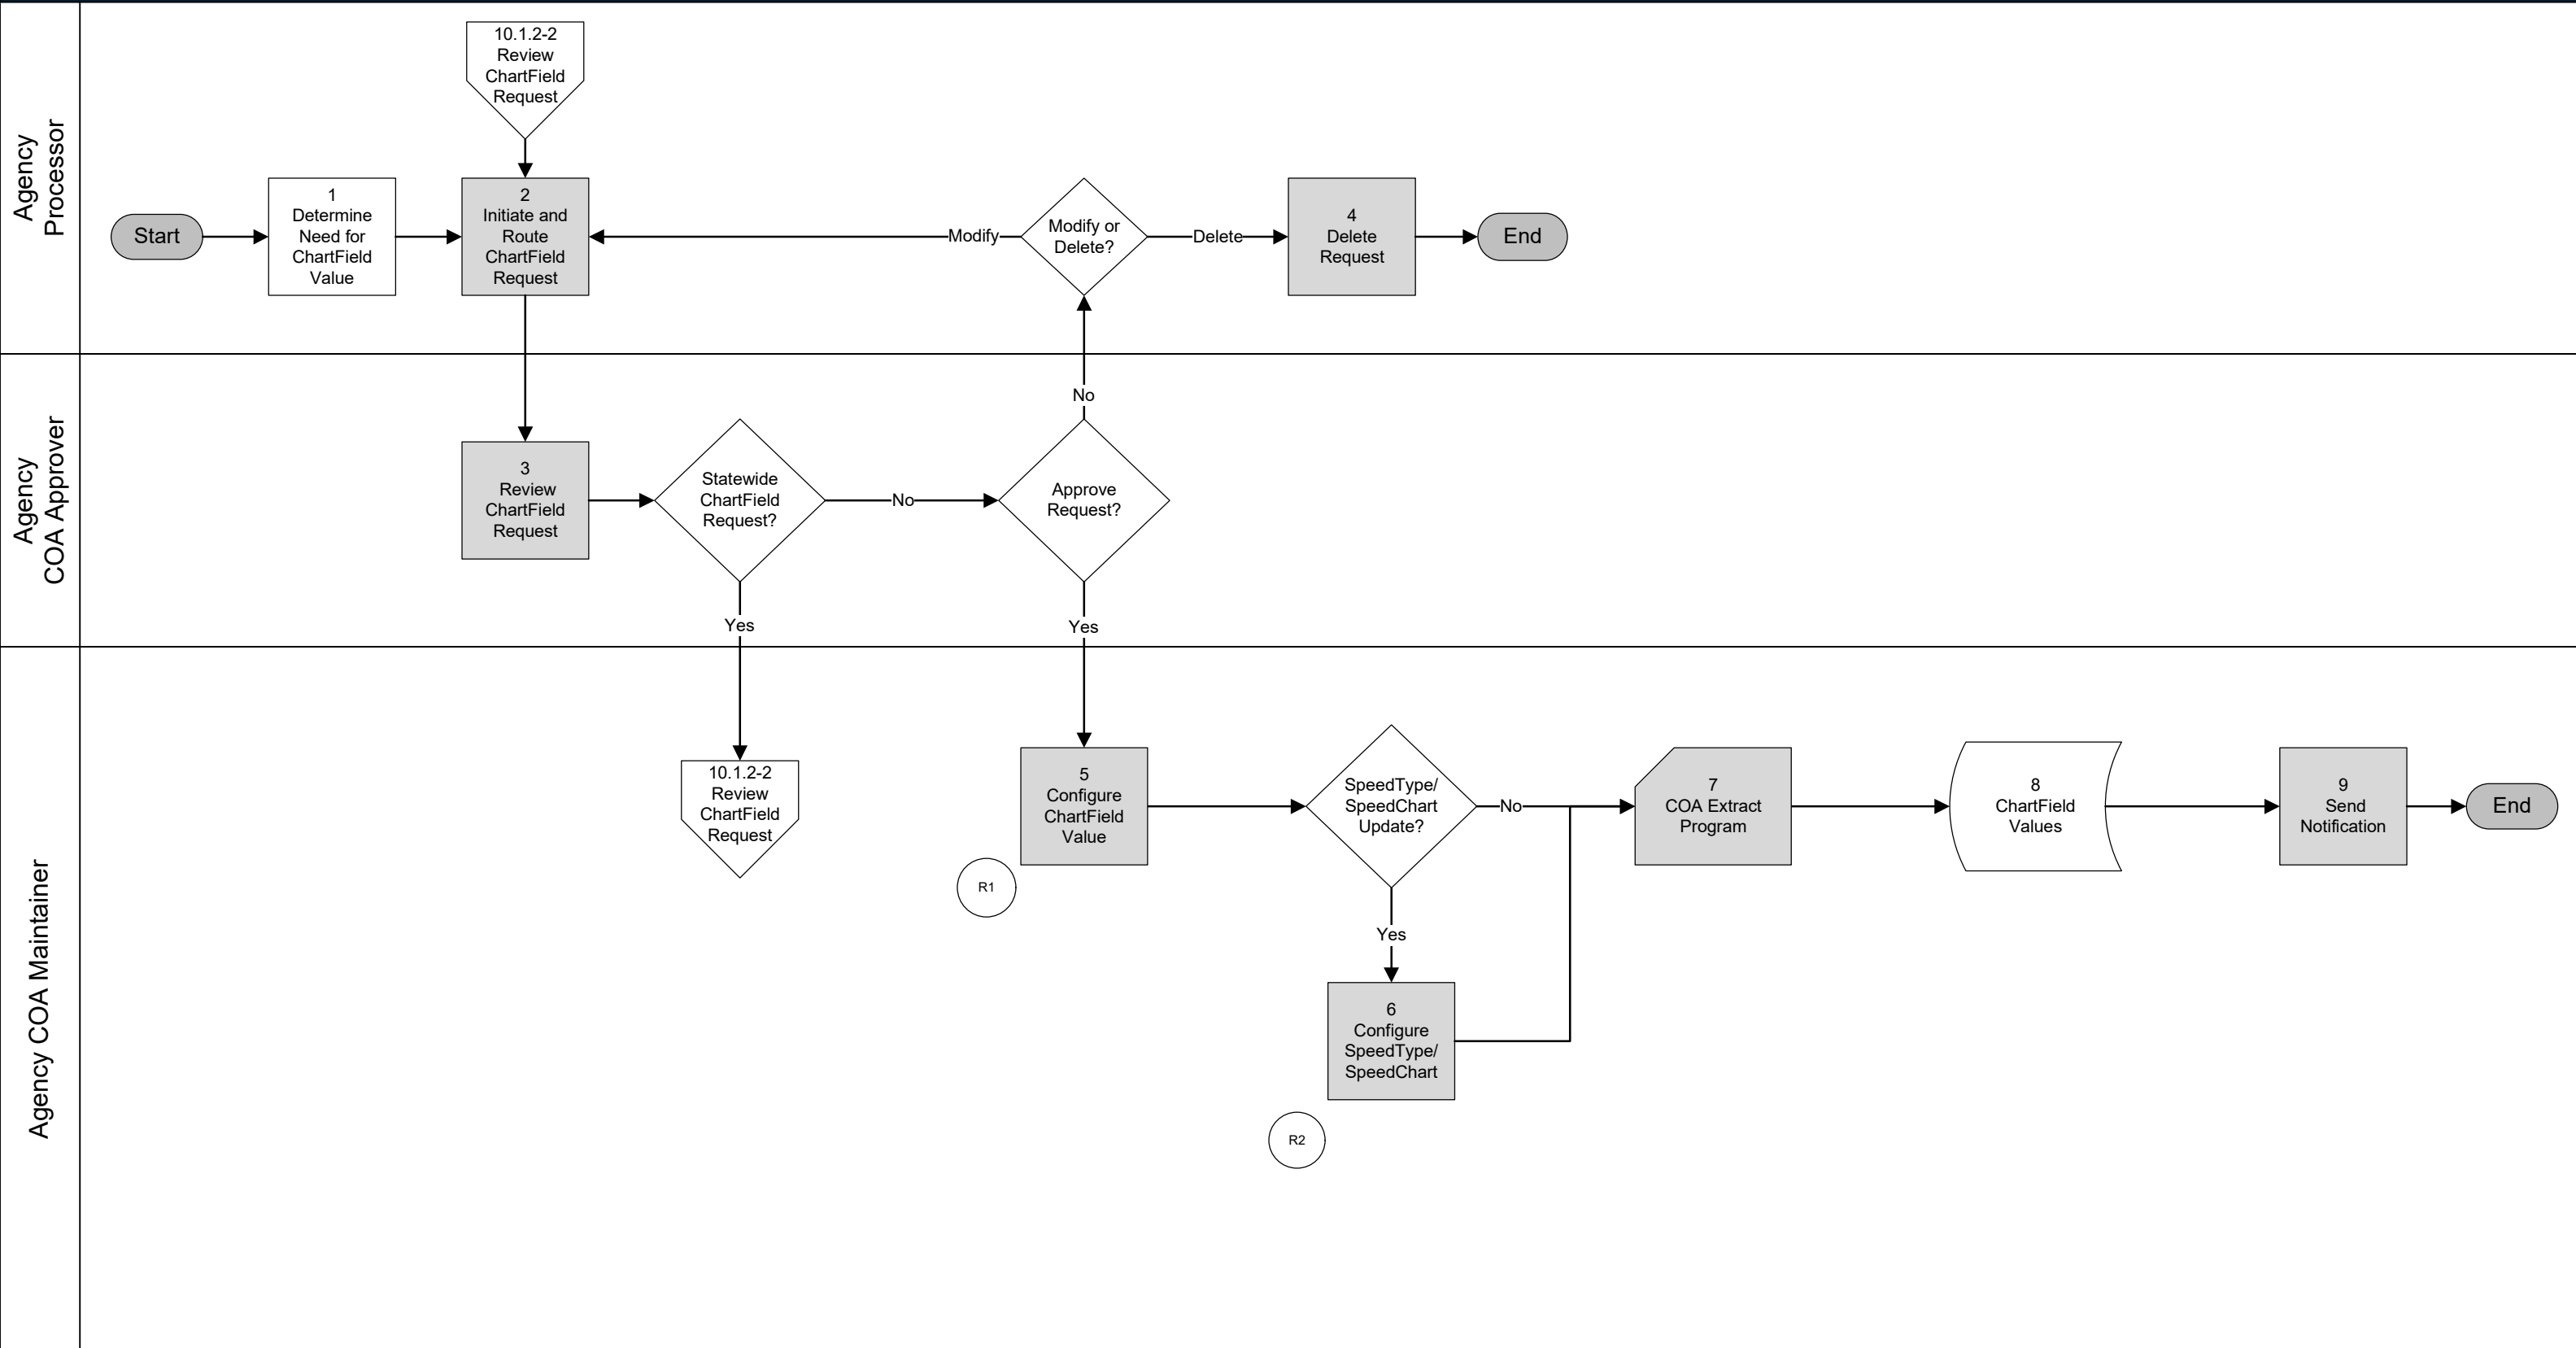 Agency
Processor
10.1.2-2
Review
ChartField
Request
Start
1
Determine
Need for
ChartField
Value
2
Initiate and
Route
ChartField
Request
Modify
Modify or
Delete?
Delete
4
Delete
Request
End
Agency
COA Approver
3
Review
ChartField
Request
Statewide
ChartField
Request?
No
Approve
Request?
No
Yes
Yes
Agency COA Maintainer
10.1.2-2
Review
ChartField
Request
5
Configure
ChartField
Value
R1
SpeedType/
SpeedChart
Update?
No
Yes
6
Configure
SpeedType/
SpeedChart
R2
7
COA Extract
Program
8
ChartField
Values
9
Send
Notification
End